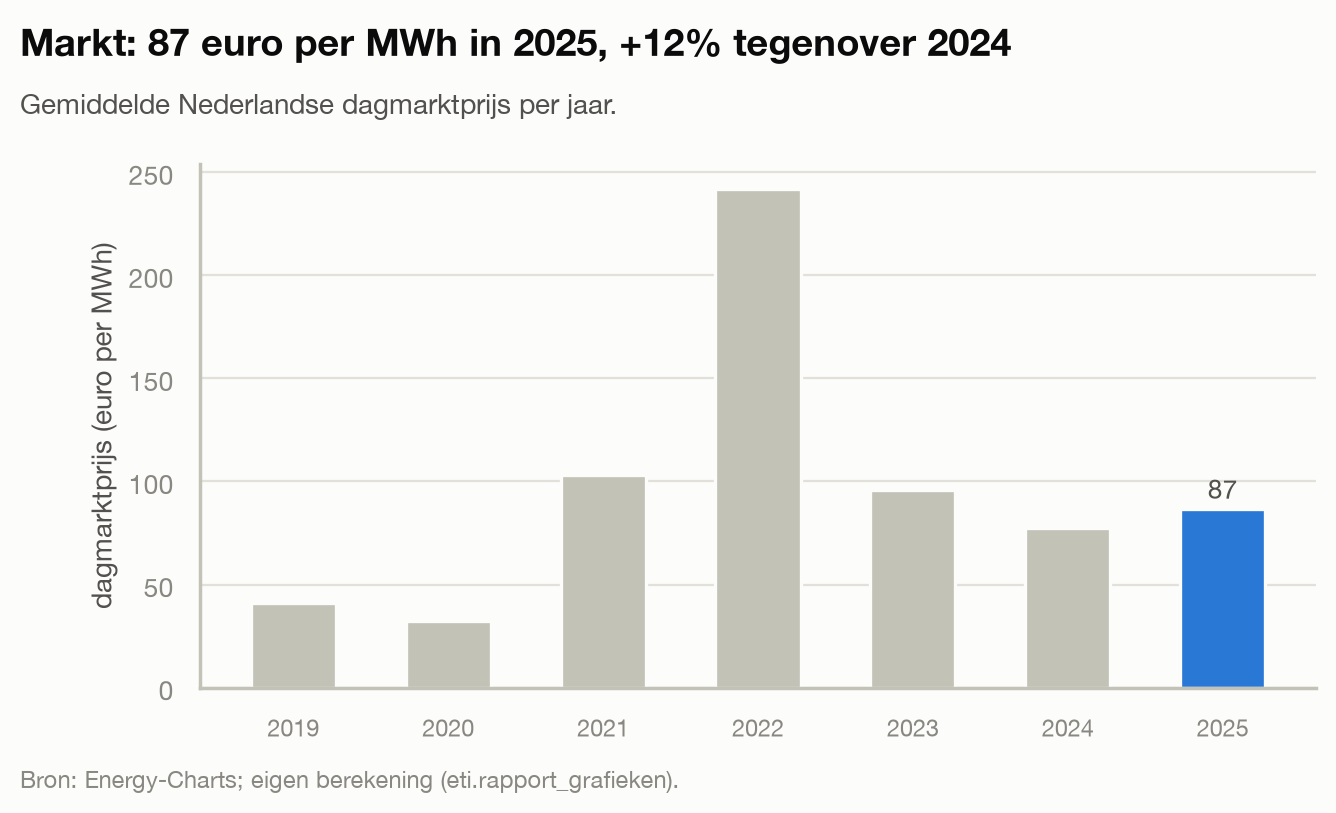 Markt: 87 euro per MWh in 2025, +12% tegenover 2024
Gemiddelde Nederlandse dagmarktprijs per jaar.
dagmarktprijs (euro per MWh)
250
200
150
100
50
0
87
2019 2020 2021 2022 2023 2024 2025
Bron: Energy-Charts; eigen berekening (eti.rapport_grafieken).